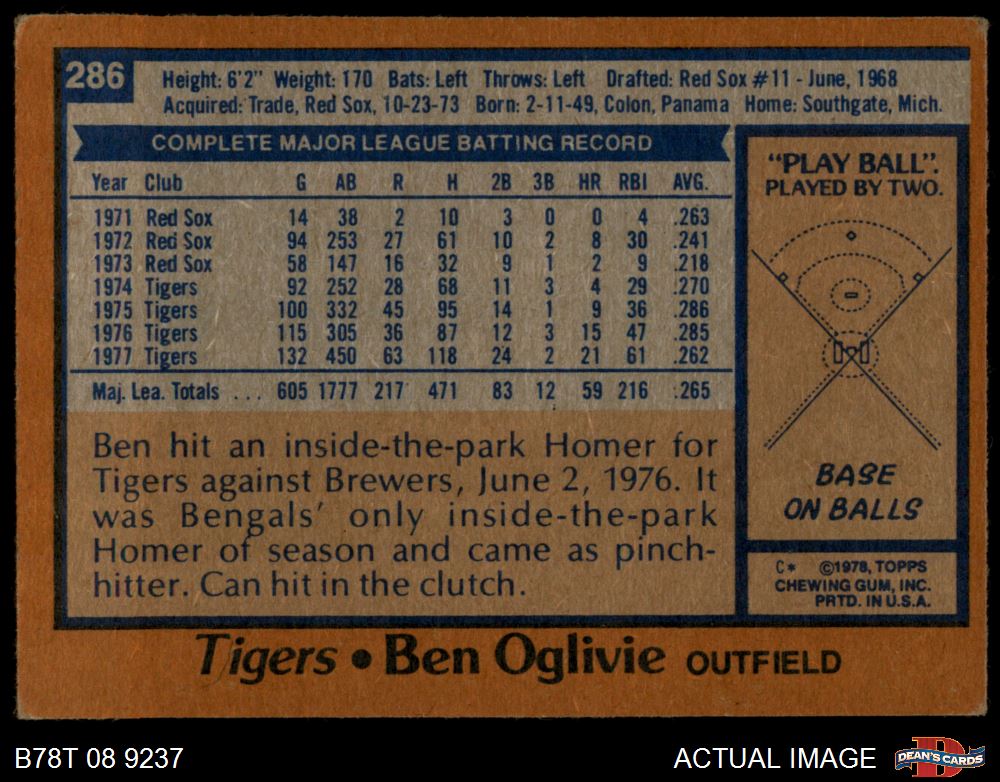 286
Height: 6'2" Weight: 170 Bats: Left Throws: Left Drafted: Red Sox #11 - June, 1968
Acquired: Trade, Red Sox, 10-23-73 Born: 2-11-49, Colon, Panama Home: Southgate, Mich.
COMPLETE MAJOR LEAGUE BATTING RECORD
Year Club G AB R H 2B 3B HR RBI AVG.
1971 Red Sox 14 38 2 10 3 0 0 4 .263
1972 Red Sox 94 253 27 61 10 2 8 30 .241
1973 Red Sox 58 147 16 32 9 1 2 9 .218
1974 Tigers 92 252 28 68 11 3 4 29 .270
1975 Tigers 100 332 45 95 14 1 9 36 .286
1976 Tigers 115 305 36 87 12 3 15 47 .285
1977 Tigers 132 450 63 118 24 2 21 61 .262
Maj. Lea. Totals ... 605 1777 217 471 83 12 59 216 .265
Ben hit an inside-the-park Homer for
Tigers against Brewers, June 2, 1976. It
was Bengals' only inside-the-park
Homer of season and came as pinch-
hitter. Can hit in the clutch.
"PLAY BALL".
PLAYED BY TWO.
BASE
ON BALLS
C* ©1978, TOPPS
CHEWING GUM, INC.
PRTD. IN U.S.A.
Tigers • Ben Oglivie OUTFIELD
B78T 08 9237
ACTUAL IMAGE
D
DEAN'S CARDS